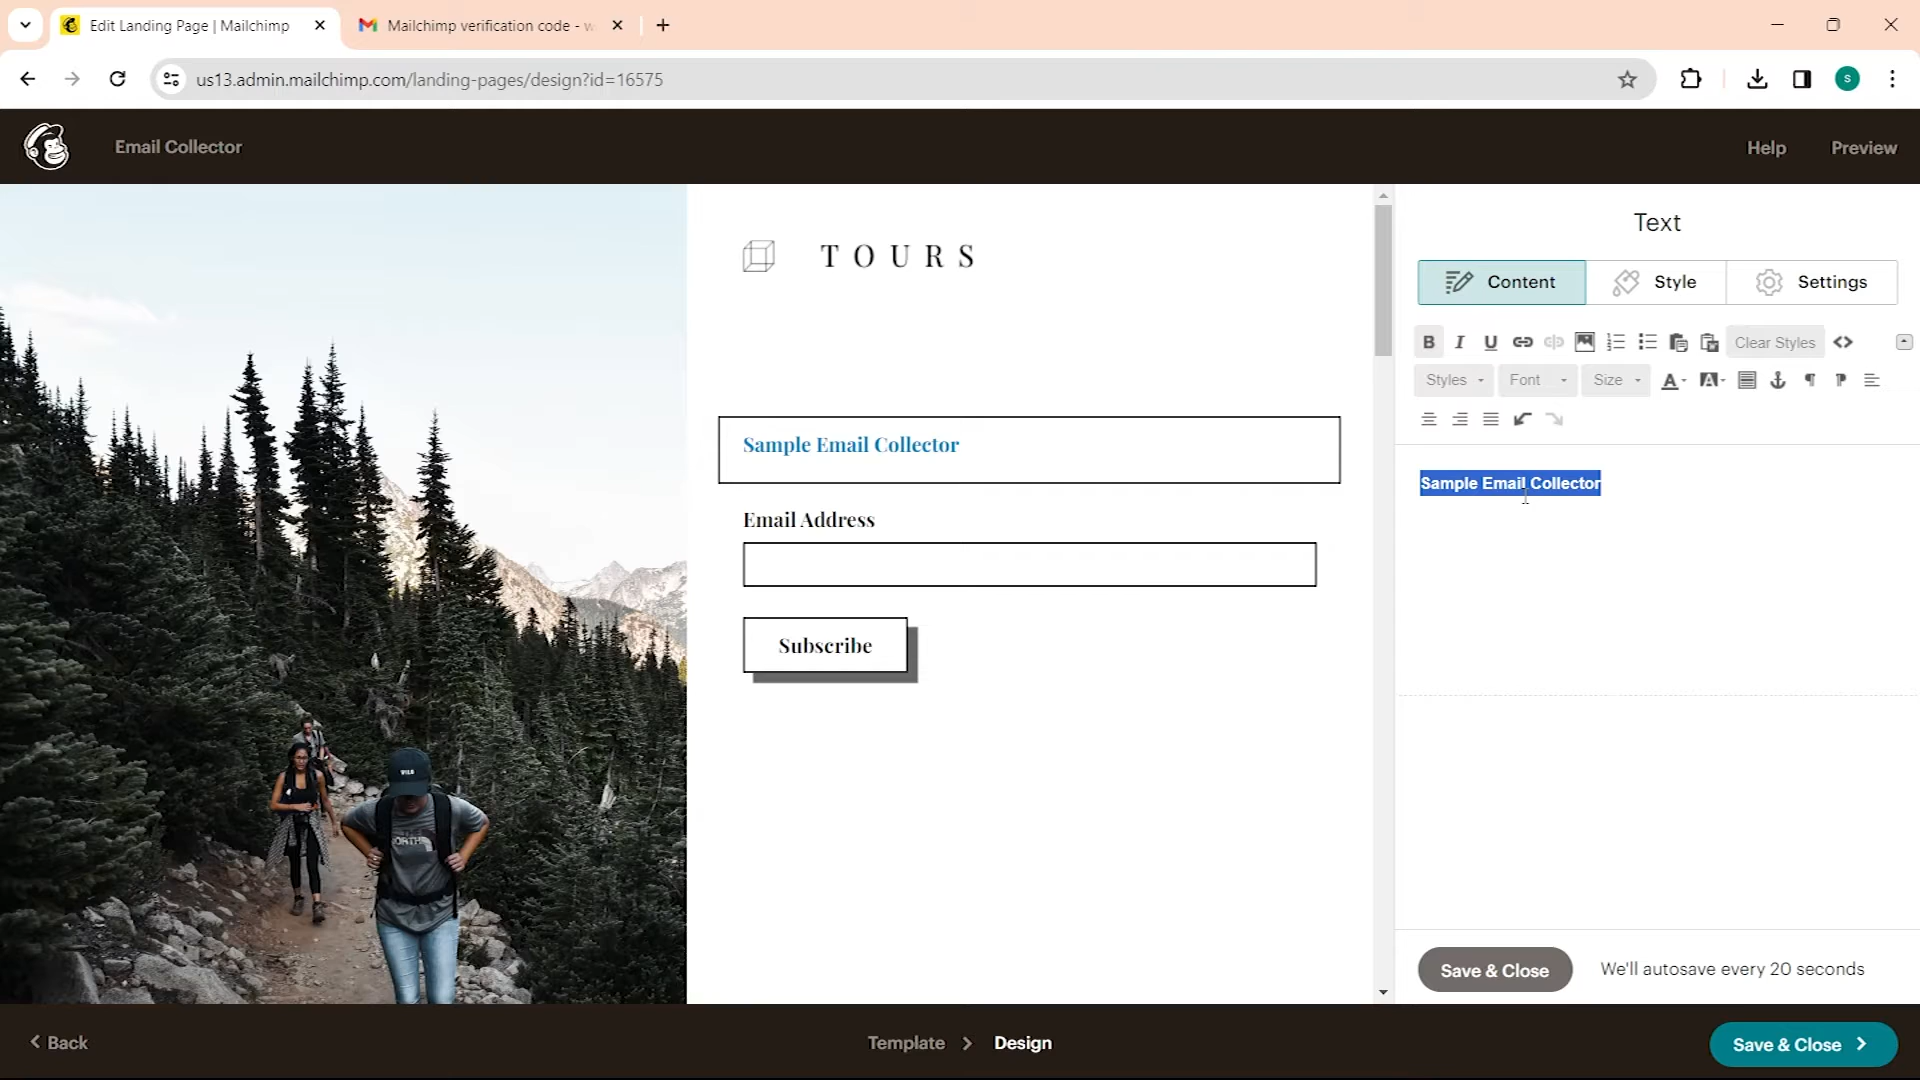 Edit Landing Page | Mailchimp
Mailchimp verification code - w
us13.admin.mailchimp.com/landing-pages/design?id=16575
S
Email Collector
Help
Preview
TOURS
Sample Email Collector
Email Address
Subscribe
WILD
NORTH
Text
Content
Style
Settings
B I U
Clear Styles
Styles
Font
Size
A
A
Sample Email Collector
Save & Close
We'll autosave every 20 seconds
Back
Template
Design
Save & Close